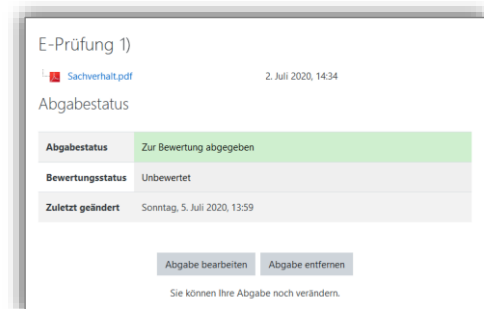 E-Prüfung 1)
Sachverhalt.pdf 2. Juli 2020, 14:34
Abgabestatus
Abgabestatus Zur Bewertung abgegeben
Bewertungsstatus Unbewertet
Zuletzt geändert Sonntag, 5. Juli 2020, 13:59
Abgabe bearbeiten Abgabe entfernen
Sie können Ihre Abgabe noch verändern.